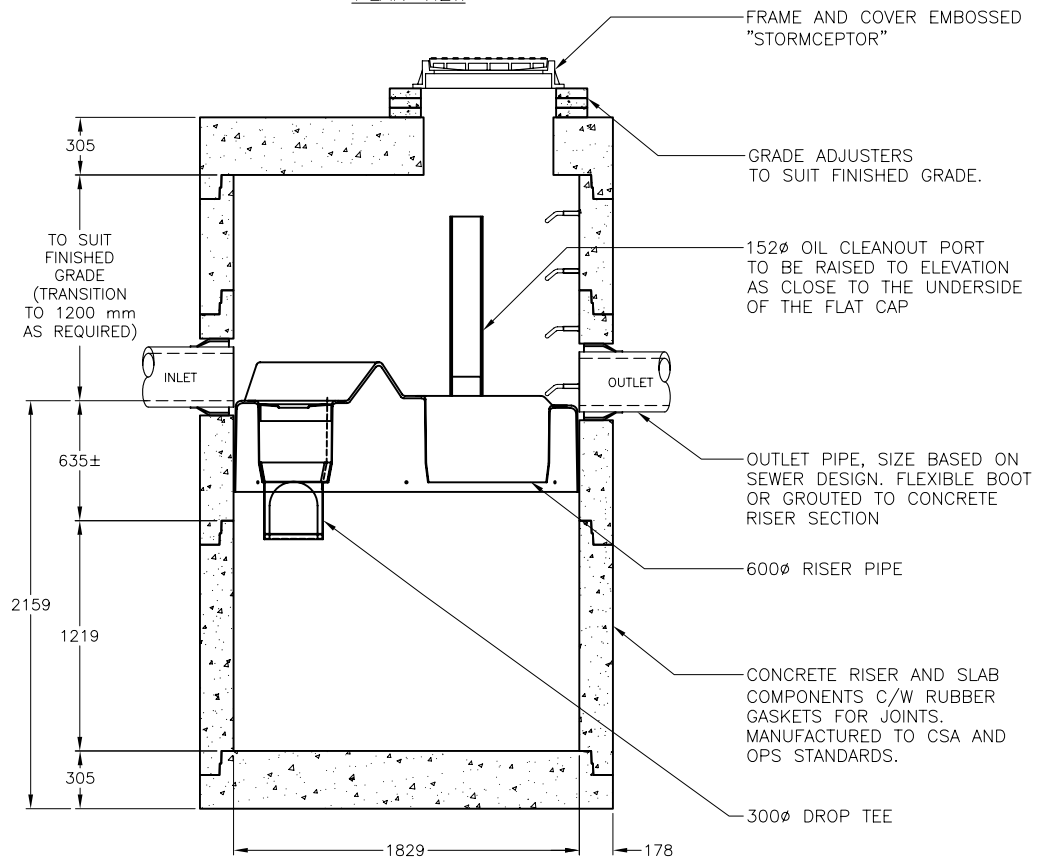 PLAN VIEW
FRAME AND COVER EMBOSSED
"STORMCEPTOR"
305
GRADE ADJUSTERS
TO SUIT FINISHED GRADE.
TO SUIT
FINISHED
GRADE
(TRANSITION
TO 1200 mm
AS REQUIRED)
152ø OIL CLEANOUT PORT
TO BE RAISED TO ELEVATION
AS CLOSE TO THE UNDERSIDE
OF THE FLAT CAP
INLET
OUTLET
635±
OUTLET PIPE, SIZE BASED ON
SEWER DESIGN. FLEXIBLE BOOT
OR GROUTED TO CONCRETE
RISER SECTION
600ø RISER PIPE
2159
1219
CONCRETE RISER AND SLAB
COMPONENTS C/W RUBBER
GASKETS FOR JOINTS.
MANUFACTURED TO CSA AND
OPS STANDARDS.
305
300ø DROP TEE
1829
178